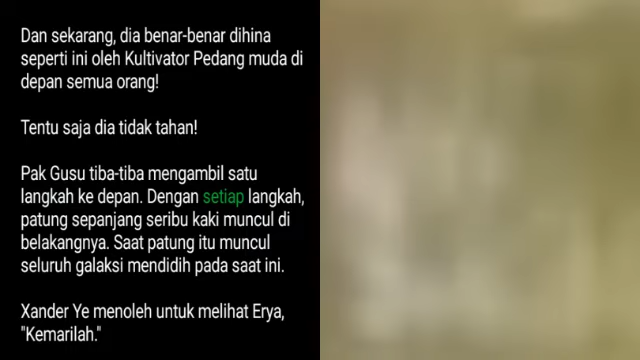 Dan sekarang, dia benar-benar dihina
seperti ini oleh Kultivator Pedang muda di
depan semua orang!
Tentu saja dia tidak tahan!
Pak Gusu tiba-tiba mengambil satu
langkah ke depan. Dengan setiap langkah,
patung sepanjang seribu kaki muncul di
belakangnya. Saat patung itu muncul
seluruh galaksi mendidih pada saat ini.
Xander Ye menoleh untuk melihat Erya,
"Kemarilah."